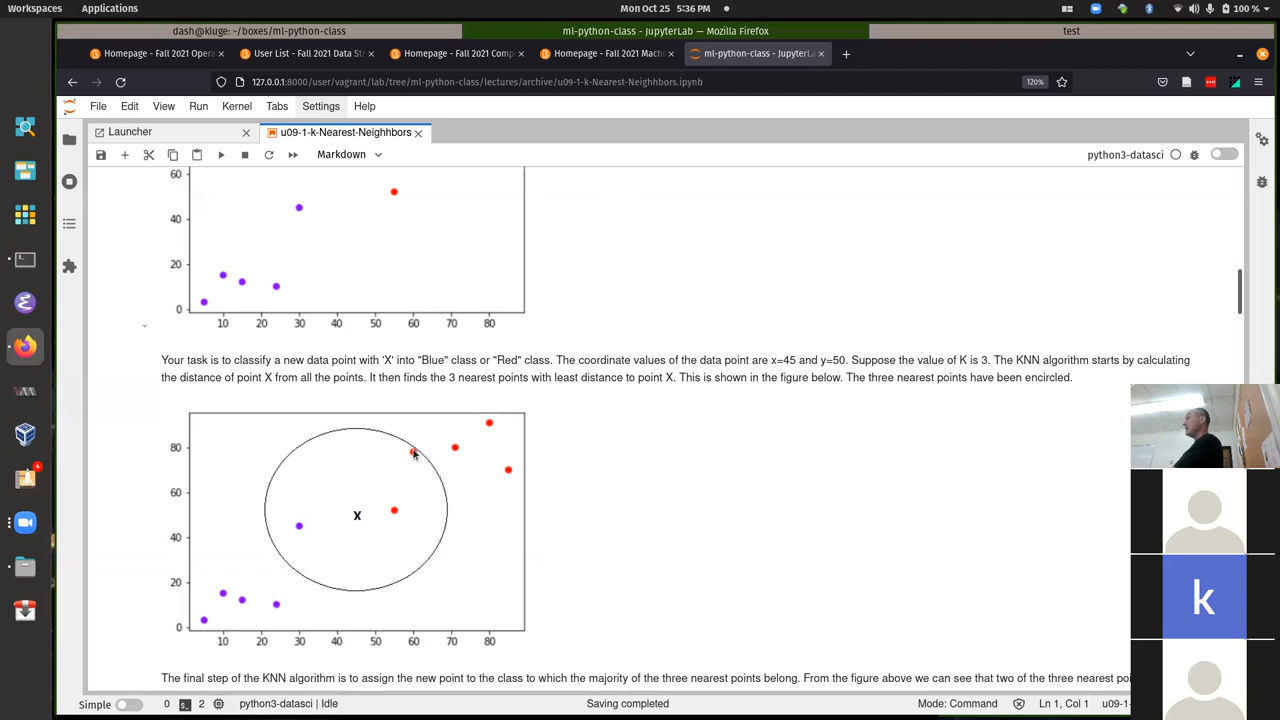 Workspaces Applications Mon Oct 25 5:36 PM 100 %
dash@kluge: ~/boxes/ml-python-class ml-python-class — JupyterLab — Mozilla Firefox test
Homepage - Fall 2021 Opera User List - Fall 2021 Data St Homepage - Fall 2021 Comp Homepage - Fall 2021 Machi ml-python-class - JupyterLa
127.0.0.1:8000/user/vagrant/lab/tree/ml-python-class/lectures/archive/u09-1-k-Nearest-Neighhbors.ipynb 120%
File Edit View Run Kernel Tabs Settings Help
Launcher u09-1-k-Nearest-Neighhbors
Markdown python3-datasci
60
40
20
0
10 20 30 40 50 60 70 80
Your task is to classify a new data point with 'X' into "Blue" class or "Red" class. The coordinate values of the data point are x=45 and y=50. Suppose the value of K is 3. The KNN algorithm starts by calculating
the distance of point X from all the points. It then finds the 3 nearest points with least distance to point X. This is shown in the figure below. The three nearest points have been encircled.
80
60
X
40
20
0
10 20 30 40 50 60 70 80
k
The final step of the KNN algorithm is to assign the new point to the class to which the majority of the three nearest points belong. From the figure above we can see that two of the three nearest poi
Simple 0 2 python3-datasci | Idle Saving completed Mode: Command Ln 1, Col 1 u09-1